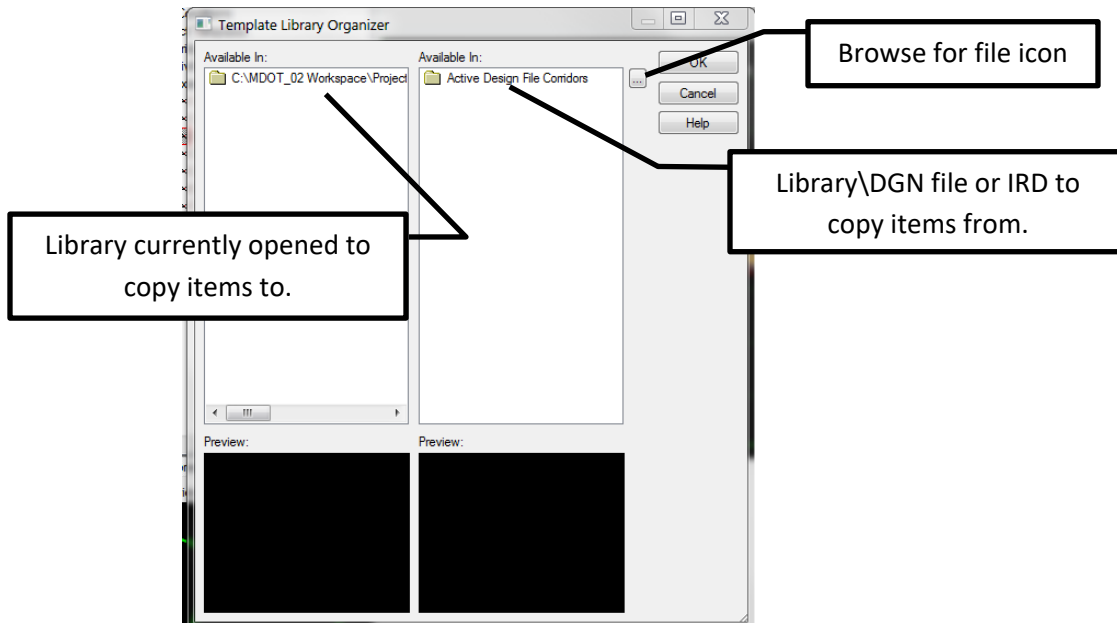 Template Library Organizer
Browse for file icon
Available In:
Available In:
OK
C:\MDOT_02 Workspace\Project
Active Design File Corridors
...
Cancel
Help
Library\DGN file or IRD to
copy items from.
Library currently opened to
copy items to.
Preview:
Preview: